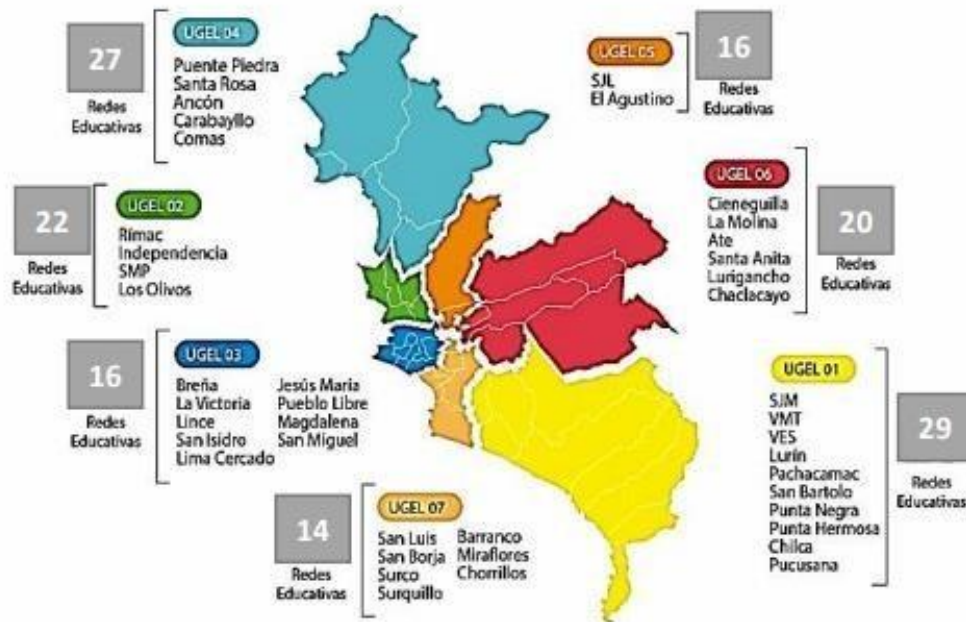 27
Redes
Educativas
UGEL 04
Puente Piedra
Santa Rosa
Ancón
Carabayllo
Comas
UGEL 05
SJL
El Agustino
16
Redes
Educativas
22
Redes
Educativas
UGEL 02
Rímac
Independencia
SMP
Los Olivos
UGEL 06
Cieneguilla
La Molina
Ate
Santa Anita
Lurigancho
Chaclacayo
20
Redes
Educativas
16
Redes
Educativas
UGEL 03
Breña
La Victoria
Lince
San Isidro
Lima Cercado
Jesús María
Pueblo Libre
Magdalena
San Miguel
UGEL 01
SJM
VMT
VES
Lurín
Pachacamac
San Bartolo
Punta Negra
Punta Hermosa
Chilca
Pucusana
29
Redes
Educativas
14
Redes
Educativas
UGEL 07
San Luis
San Borja
Surco
Surquillo
Barranco
Miraflores
Chorrillos